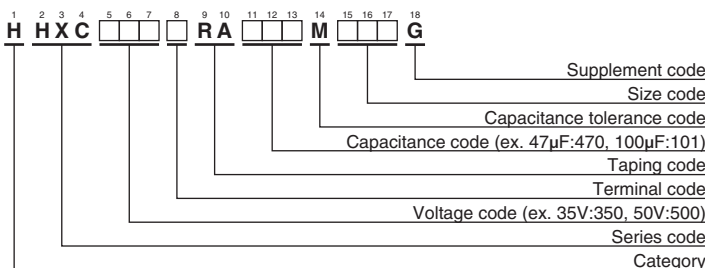 1 2 3 4 5 6 7 8 9 10 11 12 13 14 15 16 17 18
H HXC RA M G
Supplement code
Size code
Capacitance tolerance code
Capacitance code (ex. 47µF:470, 100µF:101)
Taping code
Terminal code
Voltage code (ex. 35V:350, 50V:500)
Series code
Category